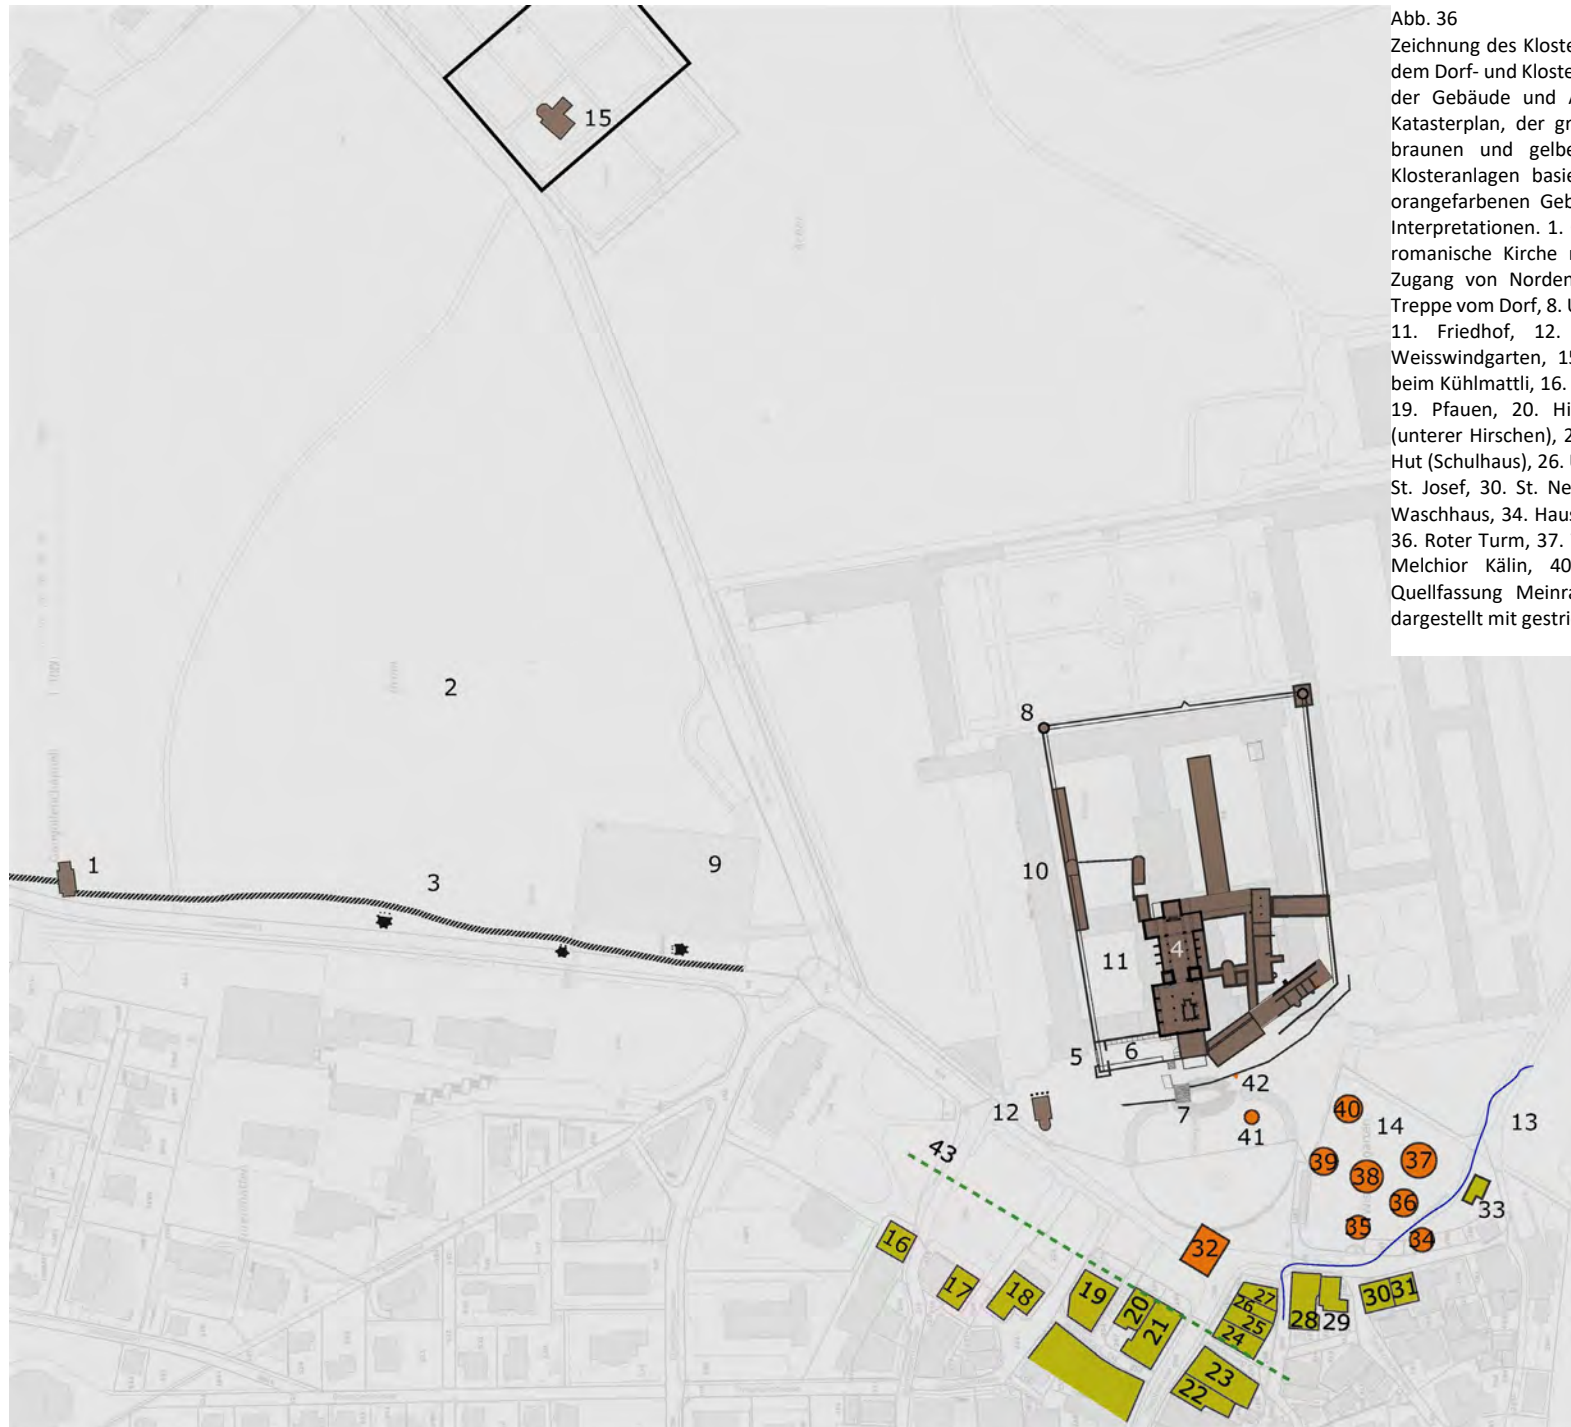 Abb. 36
Zeichnung des Kloste
dem Dorf- und Kloste
der Gebäude und A
Katasterplan, der gr
braunen und gelbe
Klosteranlagen basie
orangefarbenen Geb
Interpretationen. 1.
romanische Kirche
Zugang von Norden
Treppe vom Dorf, 8. U
11. Friedhof, 12.
Weisswindgarten, 15
beim Kühlmattli, 16.
19. Pfauen, 20. Hi
(unterer Hirschen), 2
Hut (Schulhaus), 26.
St. Josef, 30. St. Ne
Waschhaus, 34. Haus
36. Roter Turm, 37.
Melchior Kälin, 40
Quellfassung Meinra
dargestellt mit gestri
15
2
8
1
3
9
10
4
11
5
6
42
12
7
41
40
14
13
43
39
38
37
36
33
35
34
16
32
17
18
19
20
21
27
26
25
24
28
29
30
31
23
22